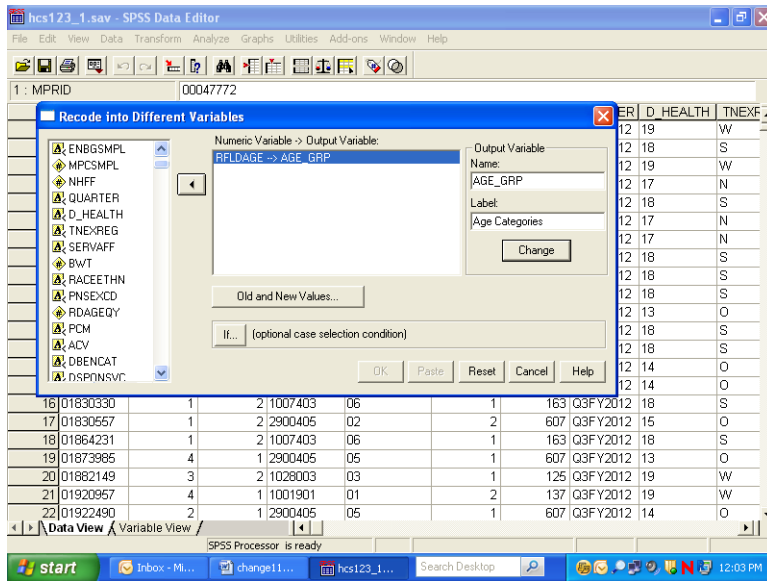 hcs123_1.sav - SPSS Data Editor
File Edit View Data Transform Analyze Graphs Utilities Add-ons Window Help
1 : MPRID 00047772
ER D_HEALTH TNEXR
Recode into Different Variables
ENBGSMPL
MPCSMPL
NHFF
QUARTER
D_HEALTH
TNEXREG
SERVAFF
BWT
RACEETHN
PNSEXCD
RDAGEQY
PCM
ACV
DBENCAT
DSPONSVC
Numeric Variable -> Output Variable:
RFLDAGE --> AGE_GRP
Output Variable
Name:
AGE_GRP
Label:
Age Categories
Change
Old and New Values...
If... (optional case selection condition)
OK Paste Reset Cancel Help
12 19 W
12 18 S
12 19 W
12 17 N
12 18 S
12 17 N
12 17 N
12 18 S
12 18 S
12 18 S
12 13 O
12 18 S
12 18 S
12 14 O
12 14 O
16 01830330 1 2 1007403 06 1 163 Q3FY2012 18 S
17 01830557 1 2 2900405 02 2 607 Q3FY2012 15 O
18 01864231 1 2 1007403 06 1 163 Q3FY2012 18 S
19 01873985 4 1 2900405 05 1 607 Q3FY2012 13 O
20 01882149 3 2 1028003 03 1 125 Q3FY2012 19 W
21 01920957 4 1 1001901 01 2 137 Q3FY2012 19 W
22 01922490 2 1 2900405 05 1 607 Q3FY2012 14 O
Data View Variable View
SPSS Processor is ready
start Inbox - Mi... change11... hcs123_1... Search Desktop 12:03 PM